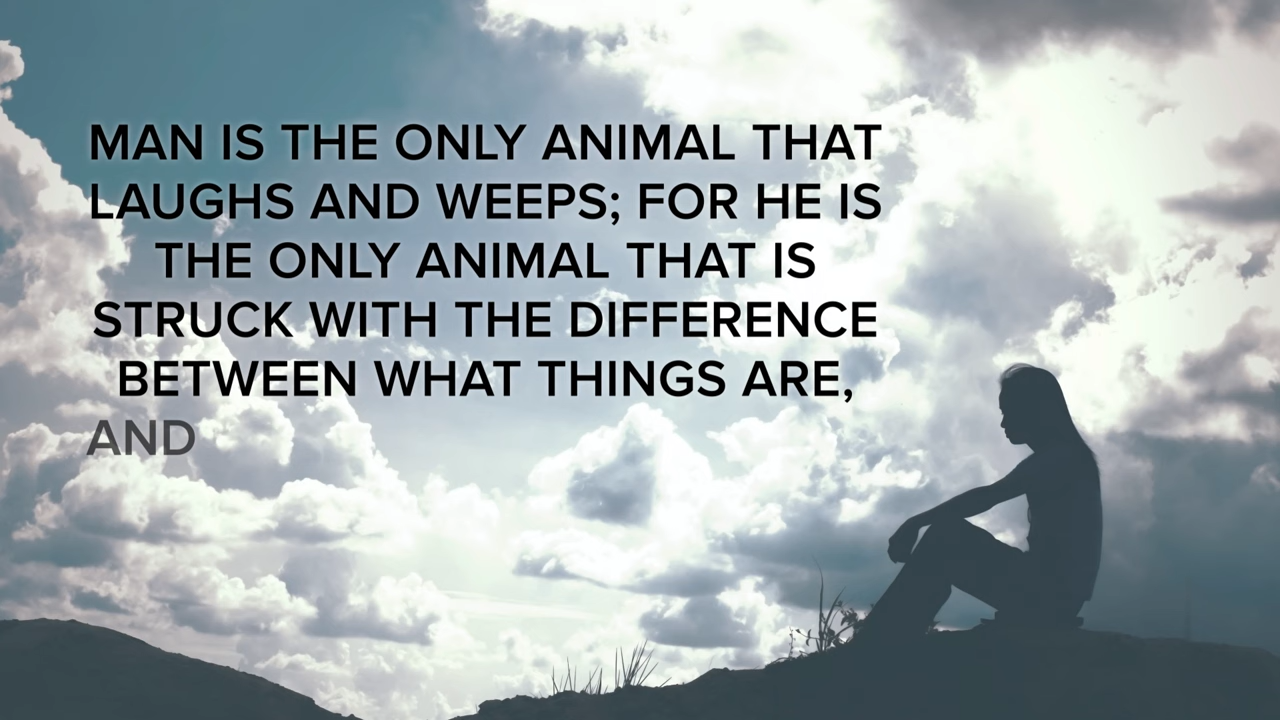 MAN IS THE ONLY ANIMAL THAT
LAUGHS AND WEEPS; FOR HE IS
THE ONLY ANIMAL THAT IS
STRUCK WITH THE DIFFERENCE
BETWEEN WHAT THINGS ARE,
AND